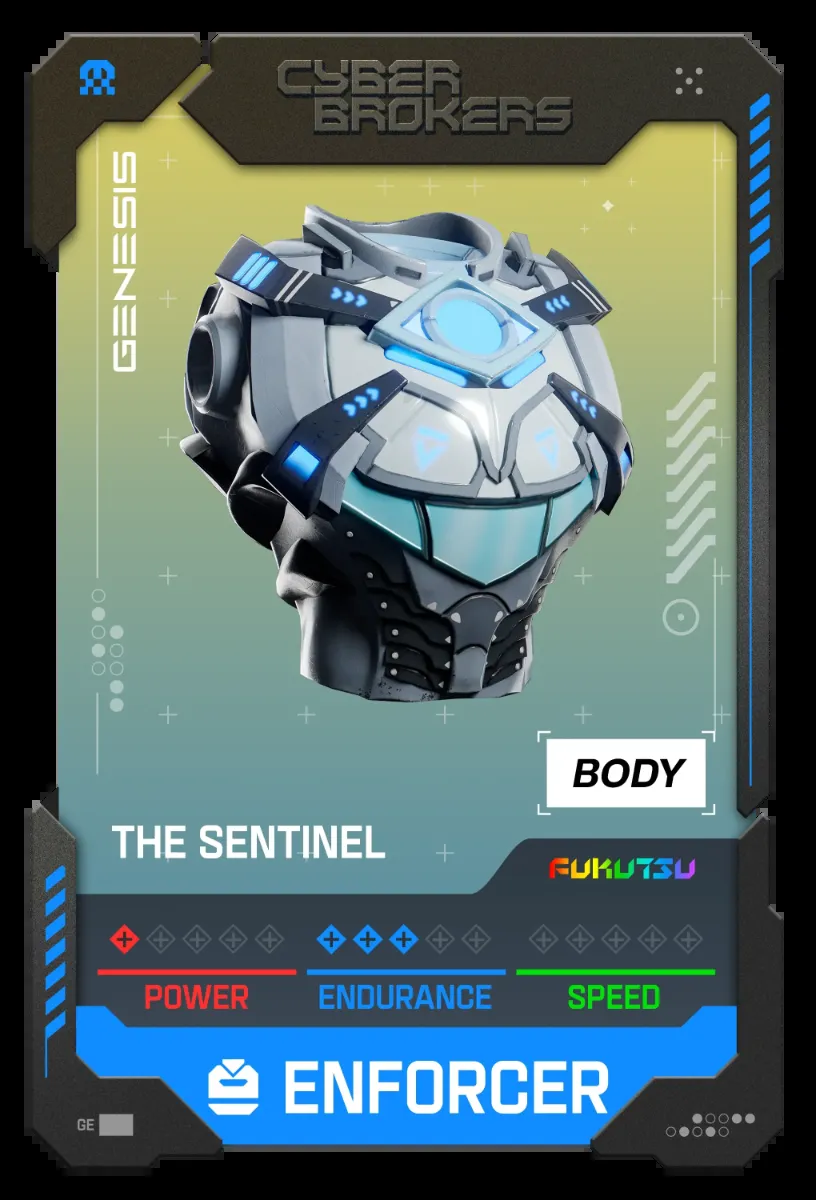 CYBER
BROKERS
GENESIS
BODY
THE SENTINEL
FUKUTSU
POWER
ENDURANCE
SPEED
ENFORCER
GE